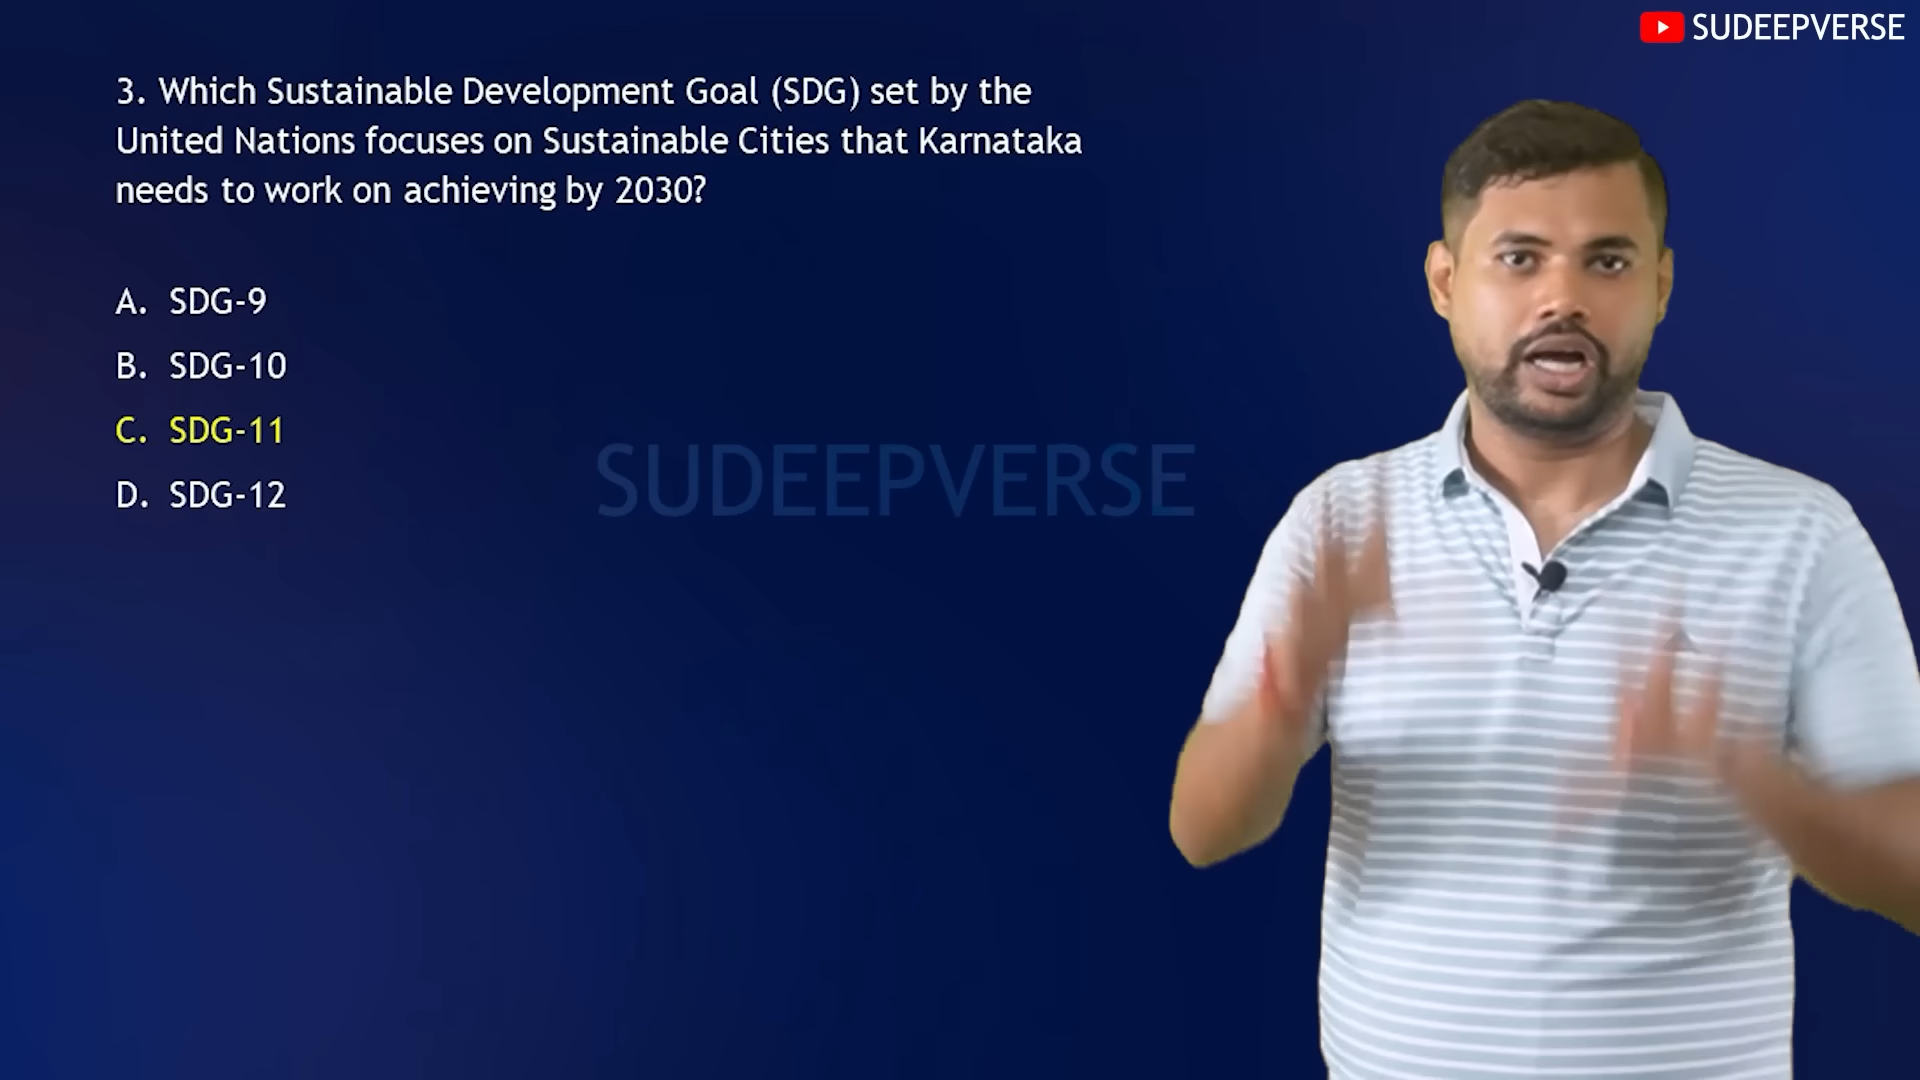 SUDEEPVERSE
3. Which Sustainable Development Goal (SDG) set by the
United Nations focuses on Sustainable Cities that Karnataka
needs to work on achieving by 2030?
A. SDG-9
B. SDG-10
C. SDG-11
D. SDG-12
SUDEEPVERSE